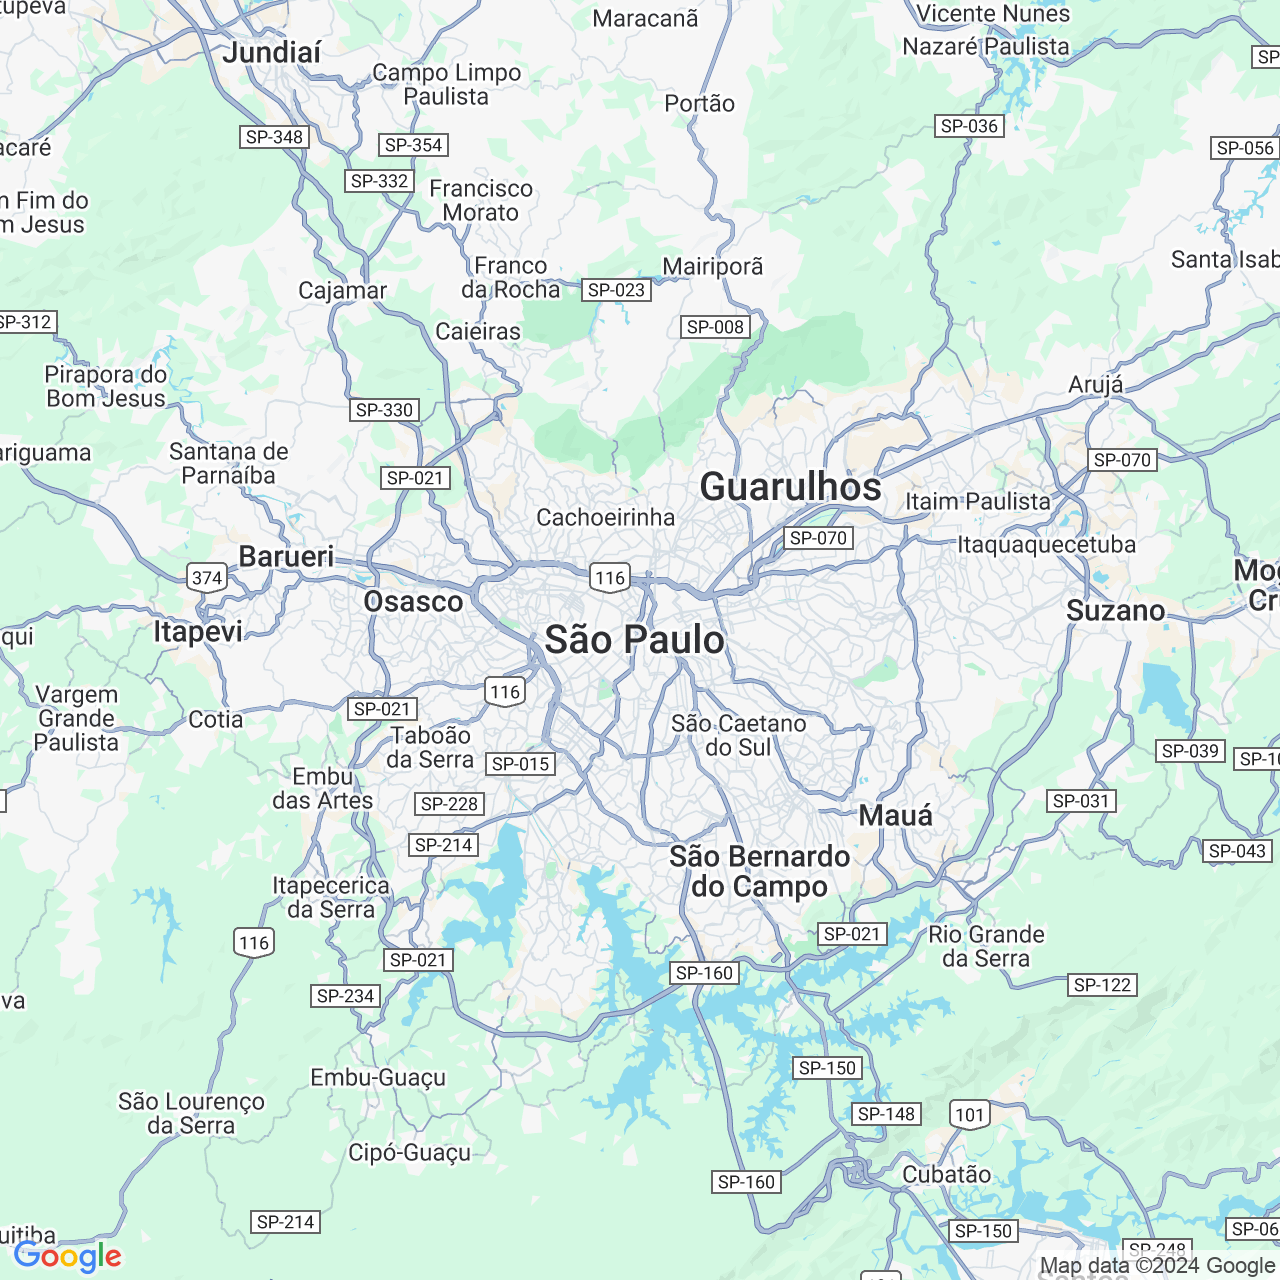 tupeva
Maracanã
Vicente Nunes
Nazaré Paulista
Jundiaí
Campo Limpo
Paulista
SP
Portão
SP-036
SP-348
SP-354
SP-056
acaré
SP-332
Francisco
Morato
m Fim do
m Jesus
Franco
da Rocha
Mairiporã
Santa Isab
Cajamar
SP-023
SP-312
Caieiras
SP-008
Pirapora do
Bom Jesus
Arujá
SP-330
ariguama
Santana de
Parnaíba
SP-021
SP-070
Guarulhos
Itaim Paulista
Cachoeirinha
SP-070
Itaquaquecetuba
Barueri
374
116
Mog
Cru
Osasco
Suzano
Itapevi
São Paulo
qui
116
Vargem
Grande
Paulista
SP-021
Cotia
São Caetano
do Sul
Taboão
da Serra
SP-015
SP-039
SP-10
Embu
das Artes
SP-228
SP-031
Mauá
SP-214
SP-043
São Bernardo
do Campo
Itapecerica
da Serra
116
SP-021
Rio Grande
da Serra
SP-021
SP-160
SP-122
SP-234
va
SP-150
Embu-Guaçu
São Lourenço
da Serra
SP-148
101
Cipó-Guaçu
Cubatão
SP-160
SP-214
SP-150
SP-06
uitiba
SP-248
Google
Map data ©2024 Google